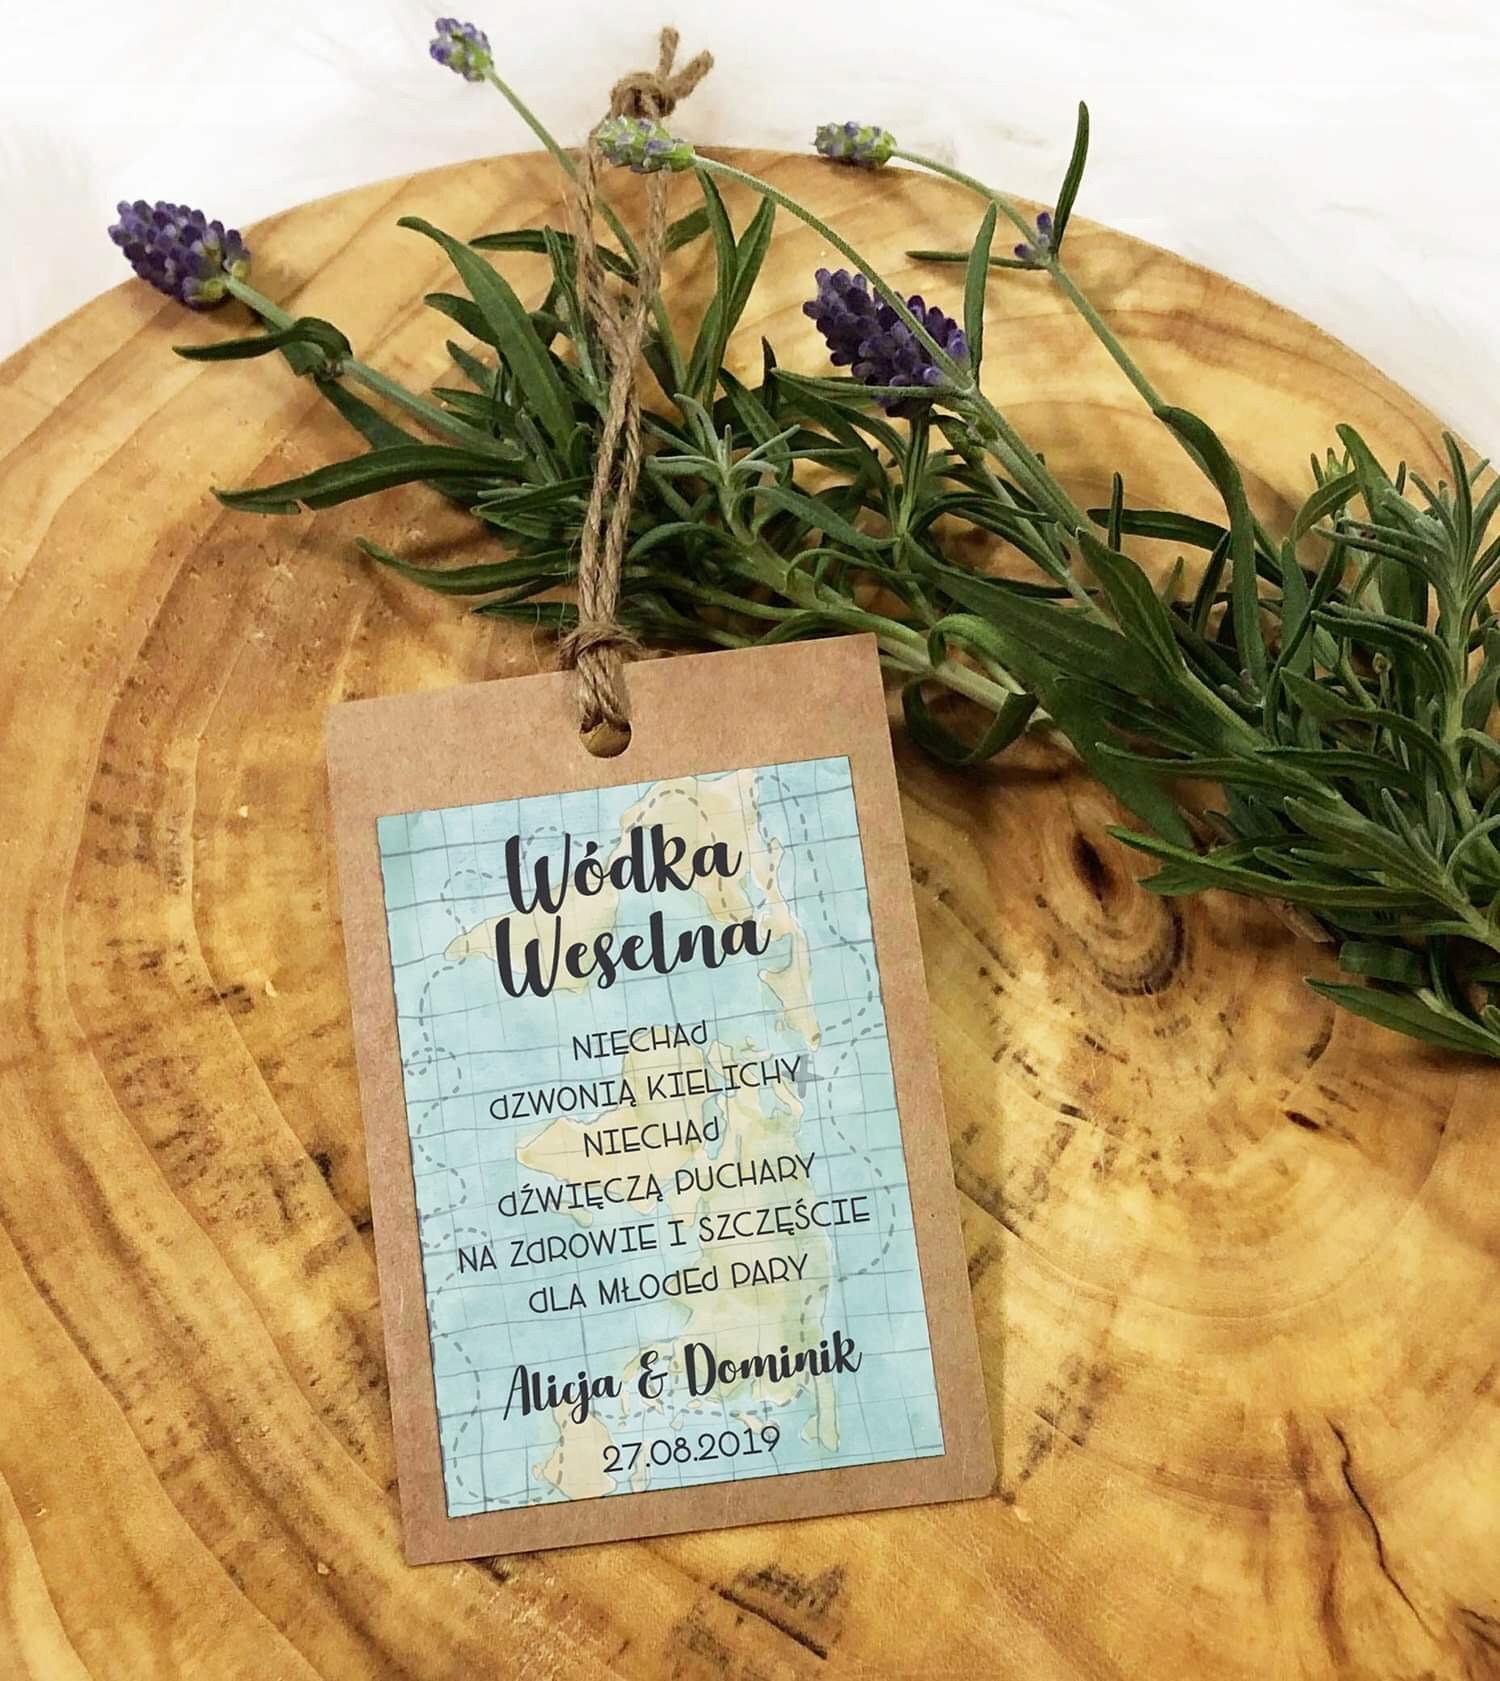 Wódka
Weselna
NIECHAJ
DZWONIĄ KIELICHY
NIECHAJ
DŹWIĘCZĄ PUCHARY
NA ZDROWIE I SZCZĘŚCIE
DLA MŁODEJ PARY
Alicja & Dominik
27.08.2019